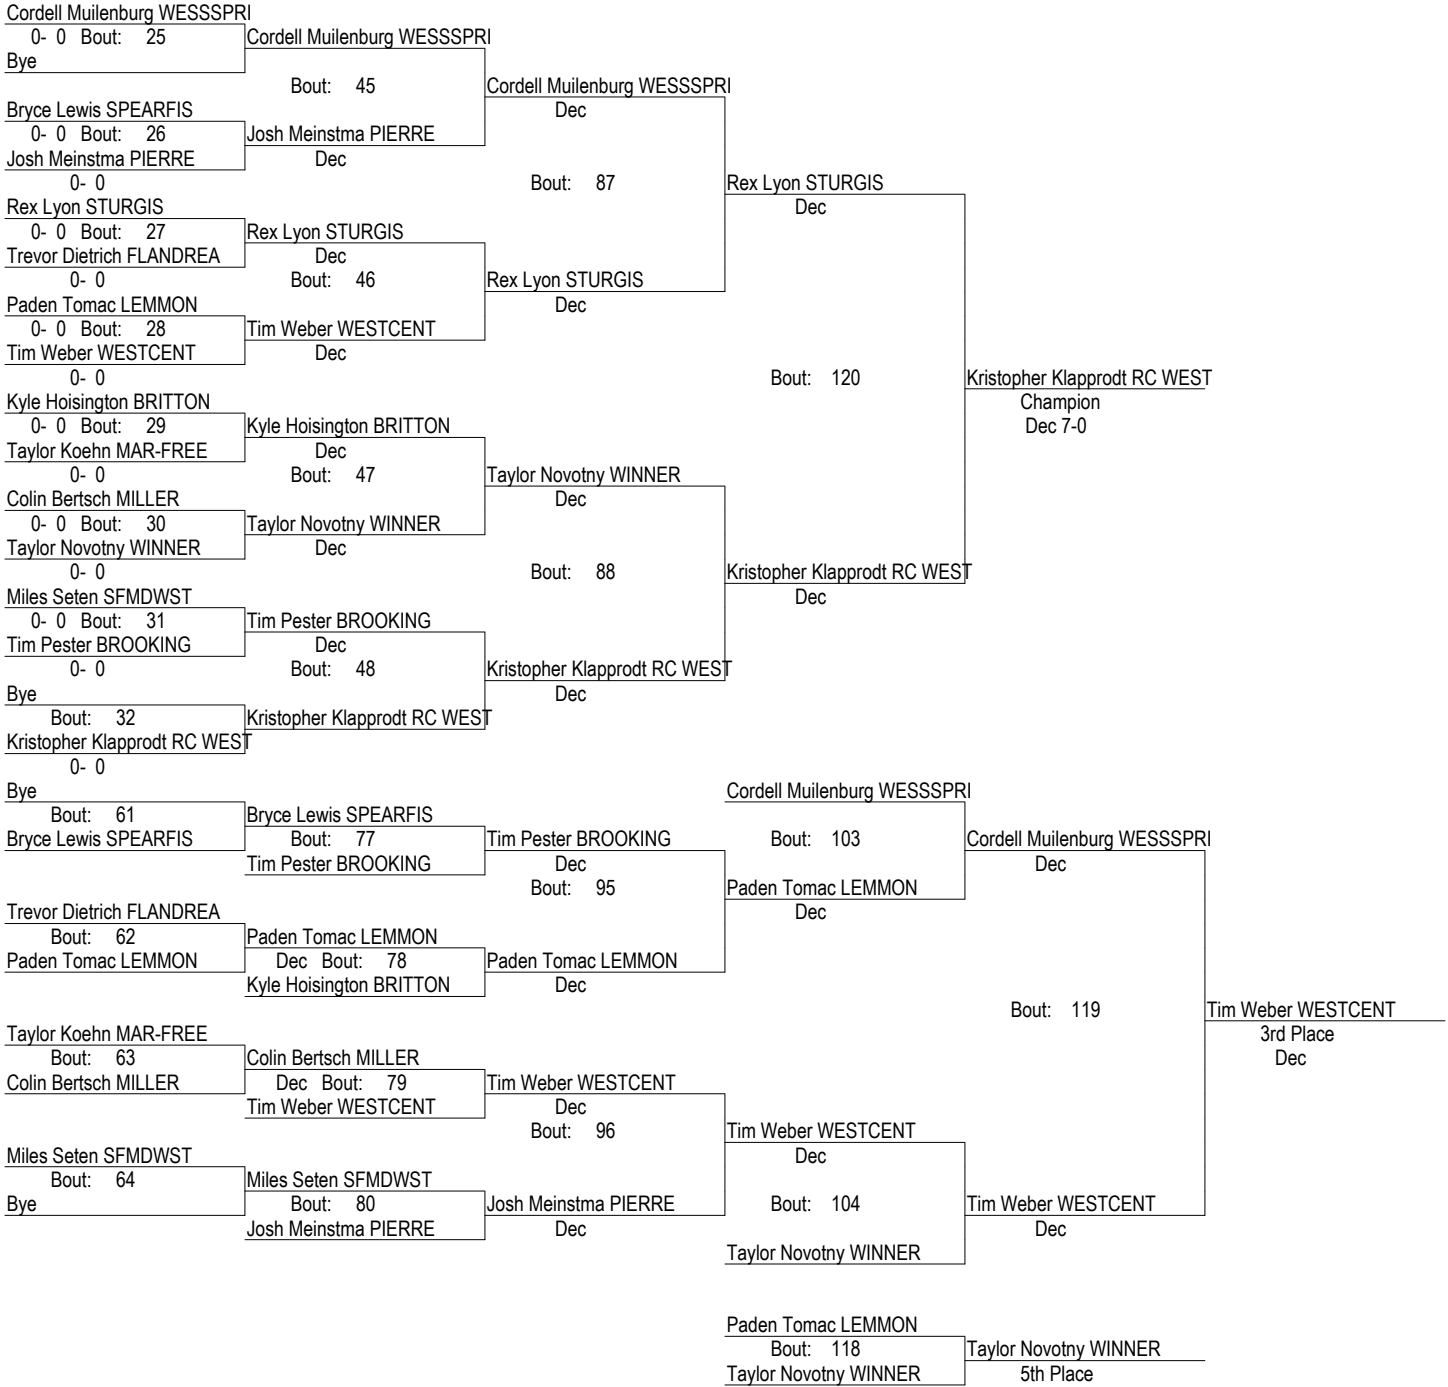 Cordell Muilenburg WESSSPRI
0- 0 Bout: 25 Cordell Muilenburg WESSSPRI
Bye
Bout: 45 Cordell Muilenburg WESSSPRI
Bryce Lewis SPEARFIS Dec
0- 0 Bout: 26 Josh Meinstma PIERRE
Josh Meinstma PIERRE Dec
0- 0 Bout: 87 Rex Lyon STURGIS
Rex Lyon STURGIS Dec
0- 0 Bout: 27 Rex Lyon STURGIS
Trevor Dietrich FLANDREA Dec
0- 0 Bout: 46 Rex Lyon STURGIS
Paden Tomac LEMMON Dec
0- 0 Bout: 28 Tim Weber WESTCENT
Tim Weber WESTCENT Dec
0- 0 Bout: 120 Kristopher Klapprodt RC WEST
Kyle Hoisington BRITTON Champion
0- 0 Bout: 29 Kyle Hoisington BRITTON Dec 7-0
Taylor Koehn MAR-FREE Dec
0- 0 Bout: 47 Taylor Novotny WINNER
Colin Bertsch MILLER Dec
0- 0 Bout: 30 Taylor Novotny WINNER
Taylor Novotny WINNER Dec
0- 0 Bout: 88 Kristopher Klapprodt RC WEST
Miles Seten SFMDWST Dec
0- 0 Bout: 31 Tim Pester BROOKING
Tim Pester BROOKING Dec
0- 0 Bout: 48 Kristopher Klapprodt RC WEST
Bye Dec
Bout: 32 Kristopher Klapprodt RC WEST
Kristopher Klapprodt RC WEST
0- 0
Bye Cordell Muilenburg WESSSPRI
Bout: 61 Bryce Lewis SPEARFIS
Bryce Lewis SPEARFIS Bout: 77 Tim Pester BROOKING Bout: 103 Cordell Muilenburg WESSSPRI
Tim Pester BROOKING Dec Dec
Bout: 95 Paden Tomac LEMMON
Trevor Dietrich FLANDREA Dec
Bout: 62 Paden Tomac LEMMON
Paden Tomac LEMMON Dec Bout: 78 Paden Tomac LEMMON
Kyle Hoisington BRITTON Dec
Bout: 119 Tim Weber WESTCENT
Taylor Koehn MAR-FREE 3rd Place
Bout: 63 Colin Bertsch MILLER Dec
Colin Bertsch MILLER Dec Bout: 79 Tim Weber WESTCENT
Tim Weber WESTCENT Dec
Bout: 96 Tim Weber WESTCENT
Miles Seten SFMDWST Dec
Bout: 64 Miles Seten SFMDWST
Bye Bout: 80 Josh Meinstma PIERRE Bout: 104 Tim Weber WESTCENT
Josh Meinstma PIERRE Dec Dec
Taylor Novotny WINNER
Paden Tomac LEMMON
Bout: 118 Taylor Novotny WINNER
Taylor Novotny WINNER 5th Place